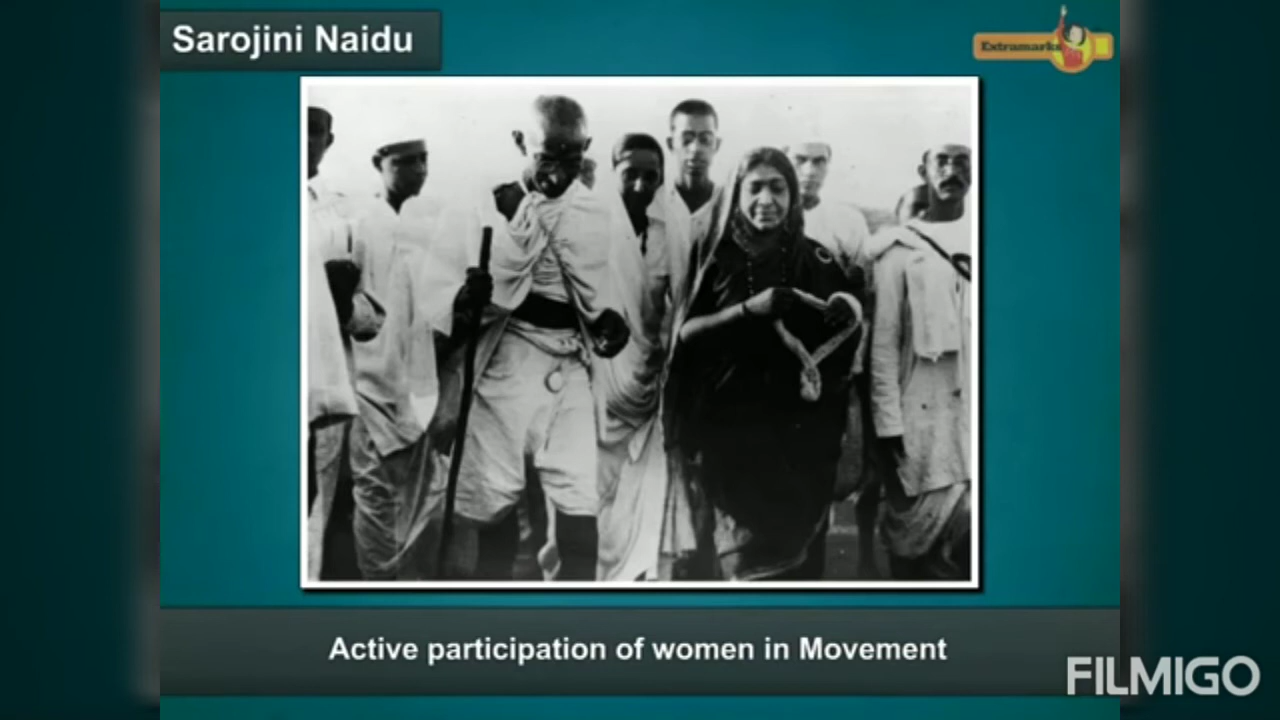 Sarojini Naidu
Extramarks
Active participation of women in Movement
FILMIGO